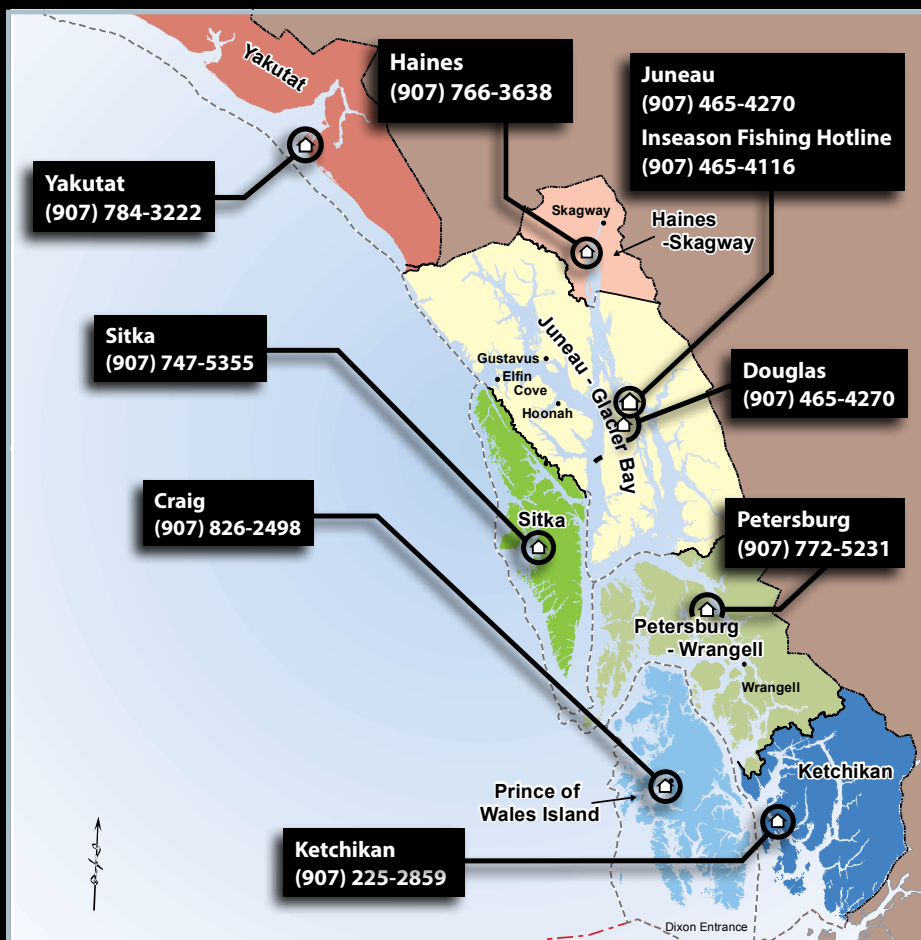 Yakutat
Haines
(907) 766-3638
Juneau
(907) 465-4270
Inseason Fishing Hotline
(907) 465-4116
Yakutat
(907) 784-3222
Skagway
Haines
-Skagway
Sitka
(907) 747-5355
Juneau - Glacier Bay
Gustavus
Elfin
Cove
Hoonah
Douglas
(907) 465-4270
Craig
(907) 826-2498
Sitka
Petersburg
(907) 772-5231
Petersburg
- Wrangell
Wrangell
Ketchikan
Prince of
Wales Island
Ketchikan
(907) 225-2859
Dixon Entrance